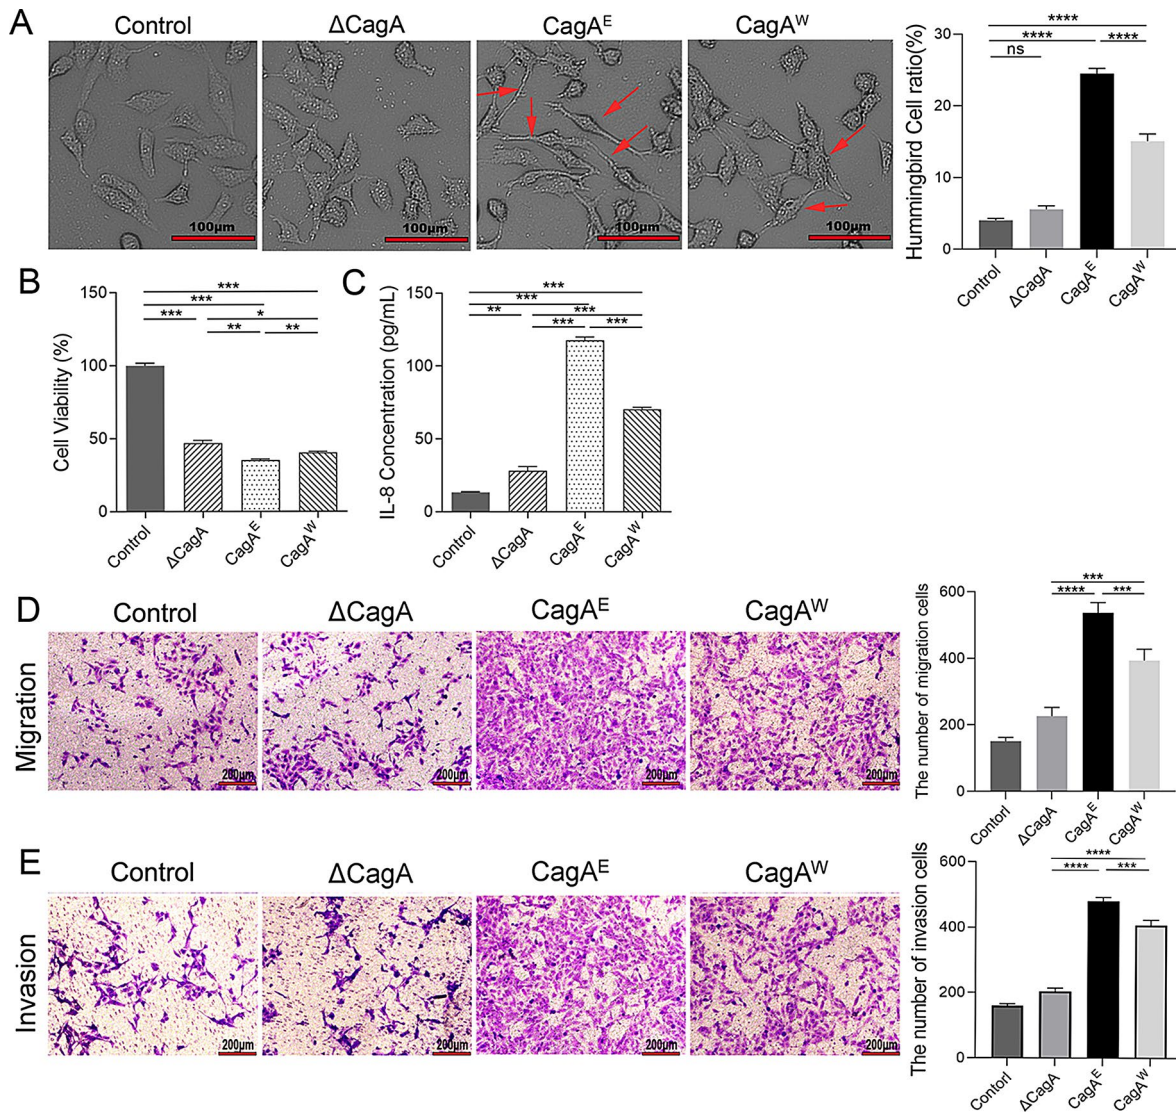 A
Control
ΔCagA
CagA^E
CagA^W
100μm
100μm
100μm
100μm
Hummingbird Cell ratio(%)
30
20
10
0
****
****
****
ns
Control
ΔCagA
CagA^E
CagA^W
B
Cell Viability (%)
150
100
50
0
***
***
***
*
**
**
Control
ΔCagA
CagA^E
CagA^W
C
IL-8 Concentration (pg/mL)
150
100
50
0
***
***
**
***
***
***
Control
ΔCagA
CagA^E
CagA^W
D
Control
ΔCagA
CagA^E
CagA^W
Migration
200μm
200μm
200μm
200μm
The number of migration cells
600
400
200
0
***
****
***
Contorl
ΔCagA
CagA^E
CagA^W
E
Control
ΔCagA
CagA^E
CagA^W
Invasion
200μm
200μm
200μm
200μm
The number of invasion cells
600
400
200
0
****
****
***
Contorl
ΔCagA
CagA^E
CagA^W